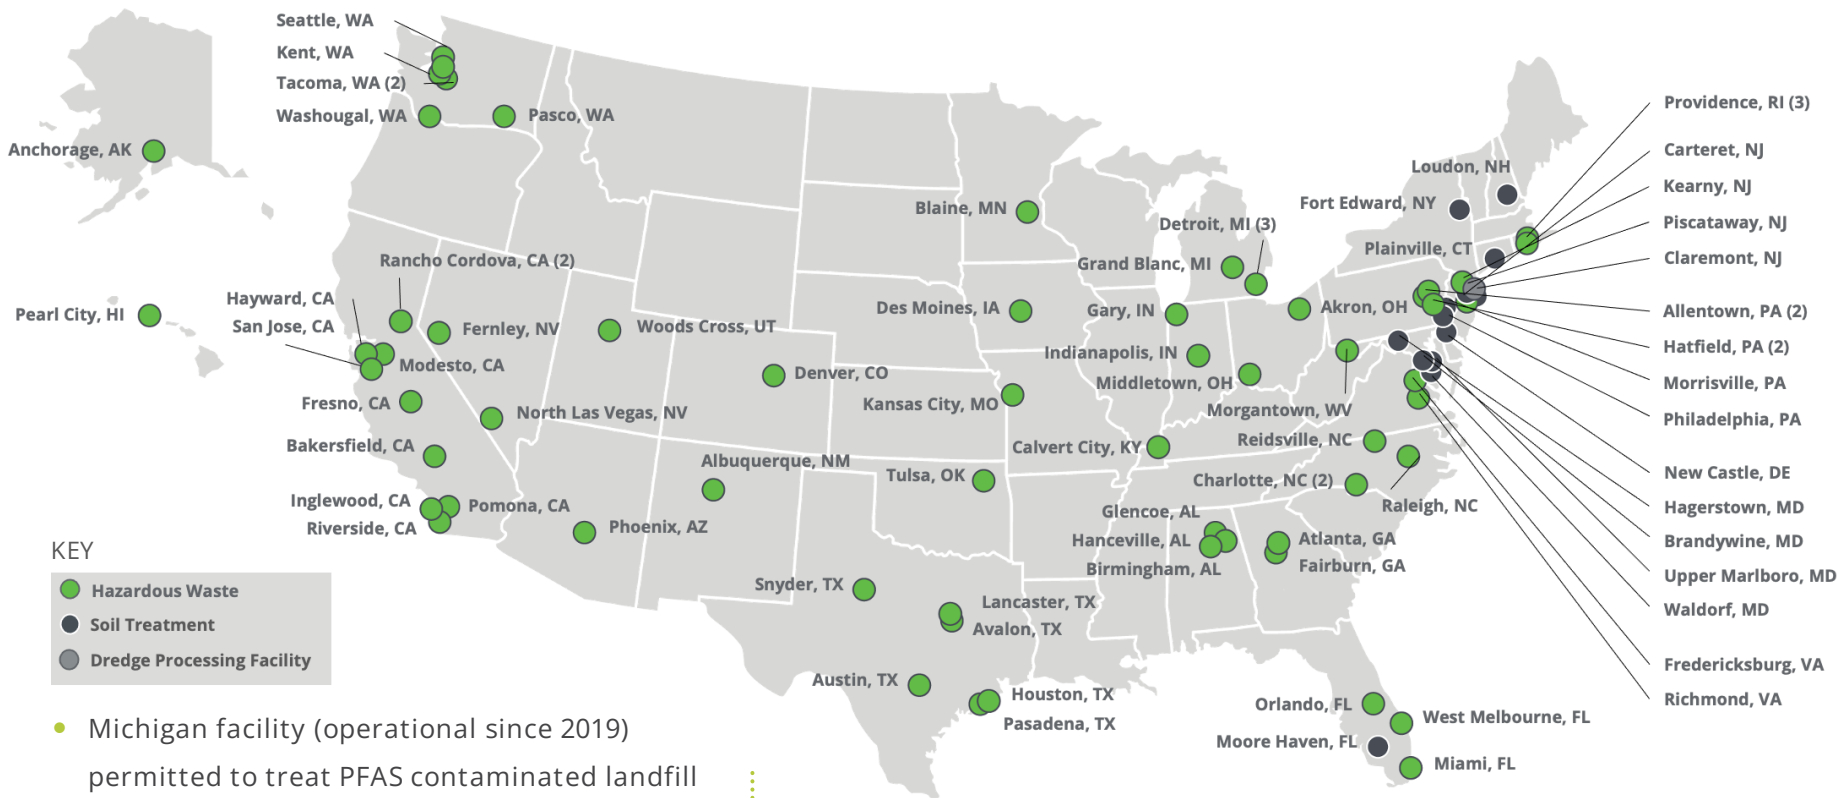 Seattle, WA
Kent, WA
Tacoma, WA (2)
Washougal, WA
Pasco, WA
Anchorage, AK
Pearl City, HI
Rancho Cordova, CA (2)
Hayward, CA
San Jose, CA
Fernley, NV
Modesto, CA
Fresno, CA
North Las Vegas, NV
Bakersfield, CA
Inglewood, CA
Pomona, CA
Riverside, CA
Woods Cross, UT
Denver, CO
Albuquerque, NM
Phoenix, AZ
Blaine, MN
Des Moines, IA
Kansas City, MO
Tulsa, OK
Snyder, TX
Lancaster, TX
Avalon, TX
Austin, TX
Houston, TX
Pasadena, TX
Detroit, MI (3)
Grand Blanc, MI
Gary, IN
Akron, OH
Indianapolis, IN
Middletown, OH
Morgantown, WV
Calvert City, KY
Reidsville, NC
Charlotte, NC (2)
Raleigh, NC
Glencoe, AL
Hanceville, AL
Birmingham, AL
Atlanta, GA
Fairburn, GA
Orlando, FL
West Melbourne, FL
Moore Haven, FL
Miami, FL
Loudon, NH
Fort Edward, NY
Plainville, CT
Providence, RI (3)
Carteret, NJ
Kearny, NJ
Piscataway, NJ
Claremont, NJ
Allentown, PA (2)
Hatfield, PA (2)
Morrisville, PA
Philadelphia, PA
New Castle, DE
Hagerstown, MD
Brandywine, MD
Upper Marlboro, MD
Waldorf, MD
Fredericksburg, VA
Richmond, VA
KEY
Hazardous Waste
Soil Treatment
Dredge Processing Facility
• Michigan facility (operational since 2019)
permitted to treat PFAS contaminated landfill